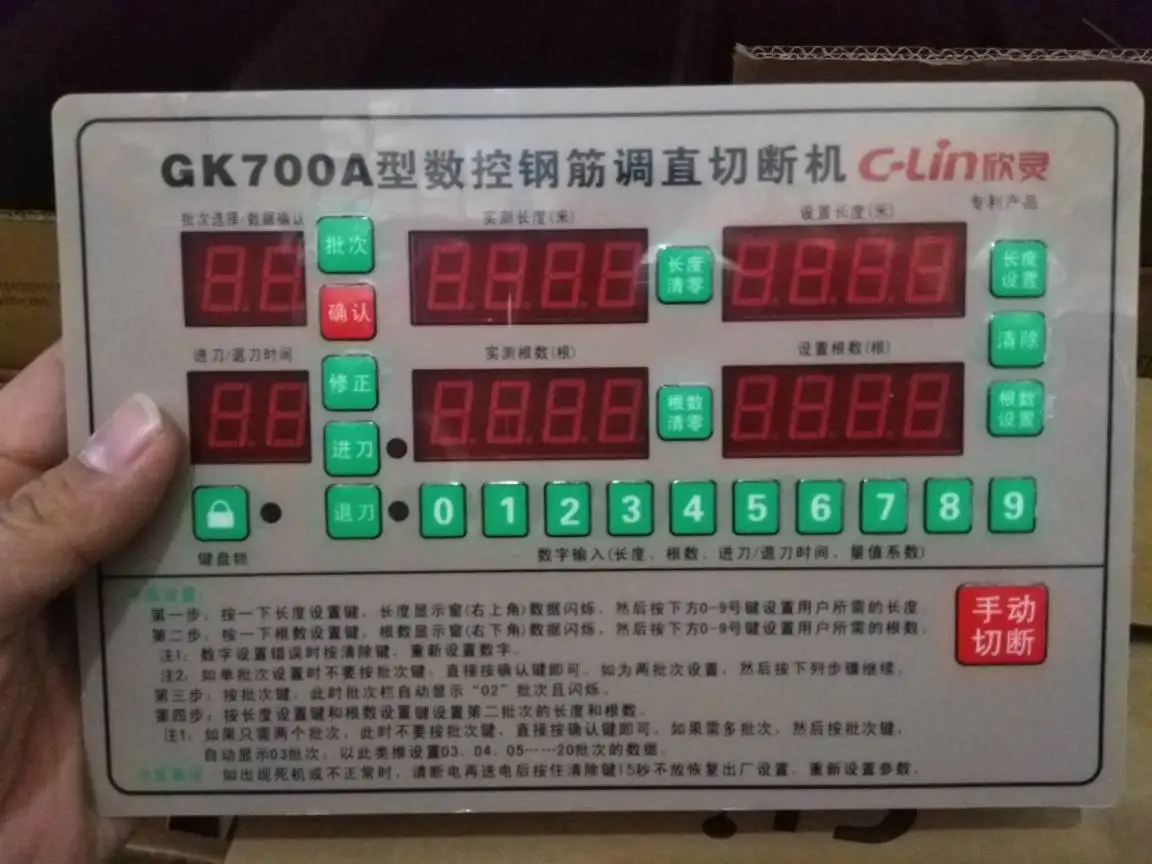 GK700A型数控钢筋调直切断机 C-Lin欣灵
专利产品
批次选择/数据确认
实测长度(米)
设置长度(米)
批次
长度
清零
长度
设置
确认
清除
进刀/退刀时间
实测根数(根)
设置根数(根)
修正
根数
清零
根数
设置
进刀
退刀
0 1 2 3 4 5 6 7 8 9
键盘锁
数字输入(长度、根数、进刀/退刀时间、量值系数)
手动
切断
第一步：按一下长度设置键，长度显示窗(右上角)数据闪烁，然后按下方0-9号键设置用户所需的长度。
第二步：按一下根数设置键，根数显示窗(右下角)数据闪烁，然后按下方0-9号键设置用户所需的根数。
注1：数字设置错误时按清除键，重新设置数字。
注2：如单批次设置时不要按批次键，直接按确认键即可。如为两批次设置，然后按下列步骤继续。
第三步：按批次键，此时批次栏自动显示“02”批次且闪烁。
第四步：按长度设置键和根数设置键设置第二批次的长度和根数。
注1：如果只需两个批次，此时不要按批次键，直接按确认键即可，如果需多批次，然后按批次键，
自动显示03批次，以此类推设置03、04、05……20批次的数据。
如出现死机或不正常时，请断电再送电后按住清除键15秒不放恢复出厂设置，重新设置参数。